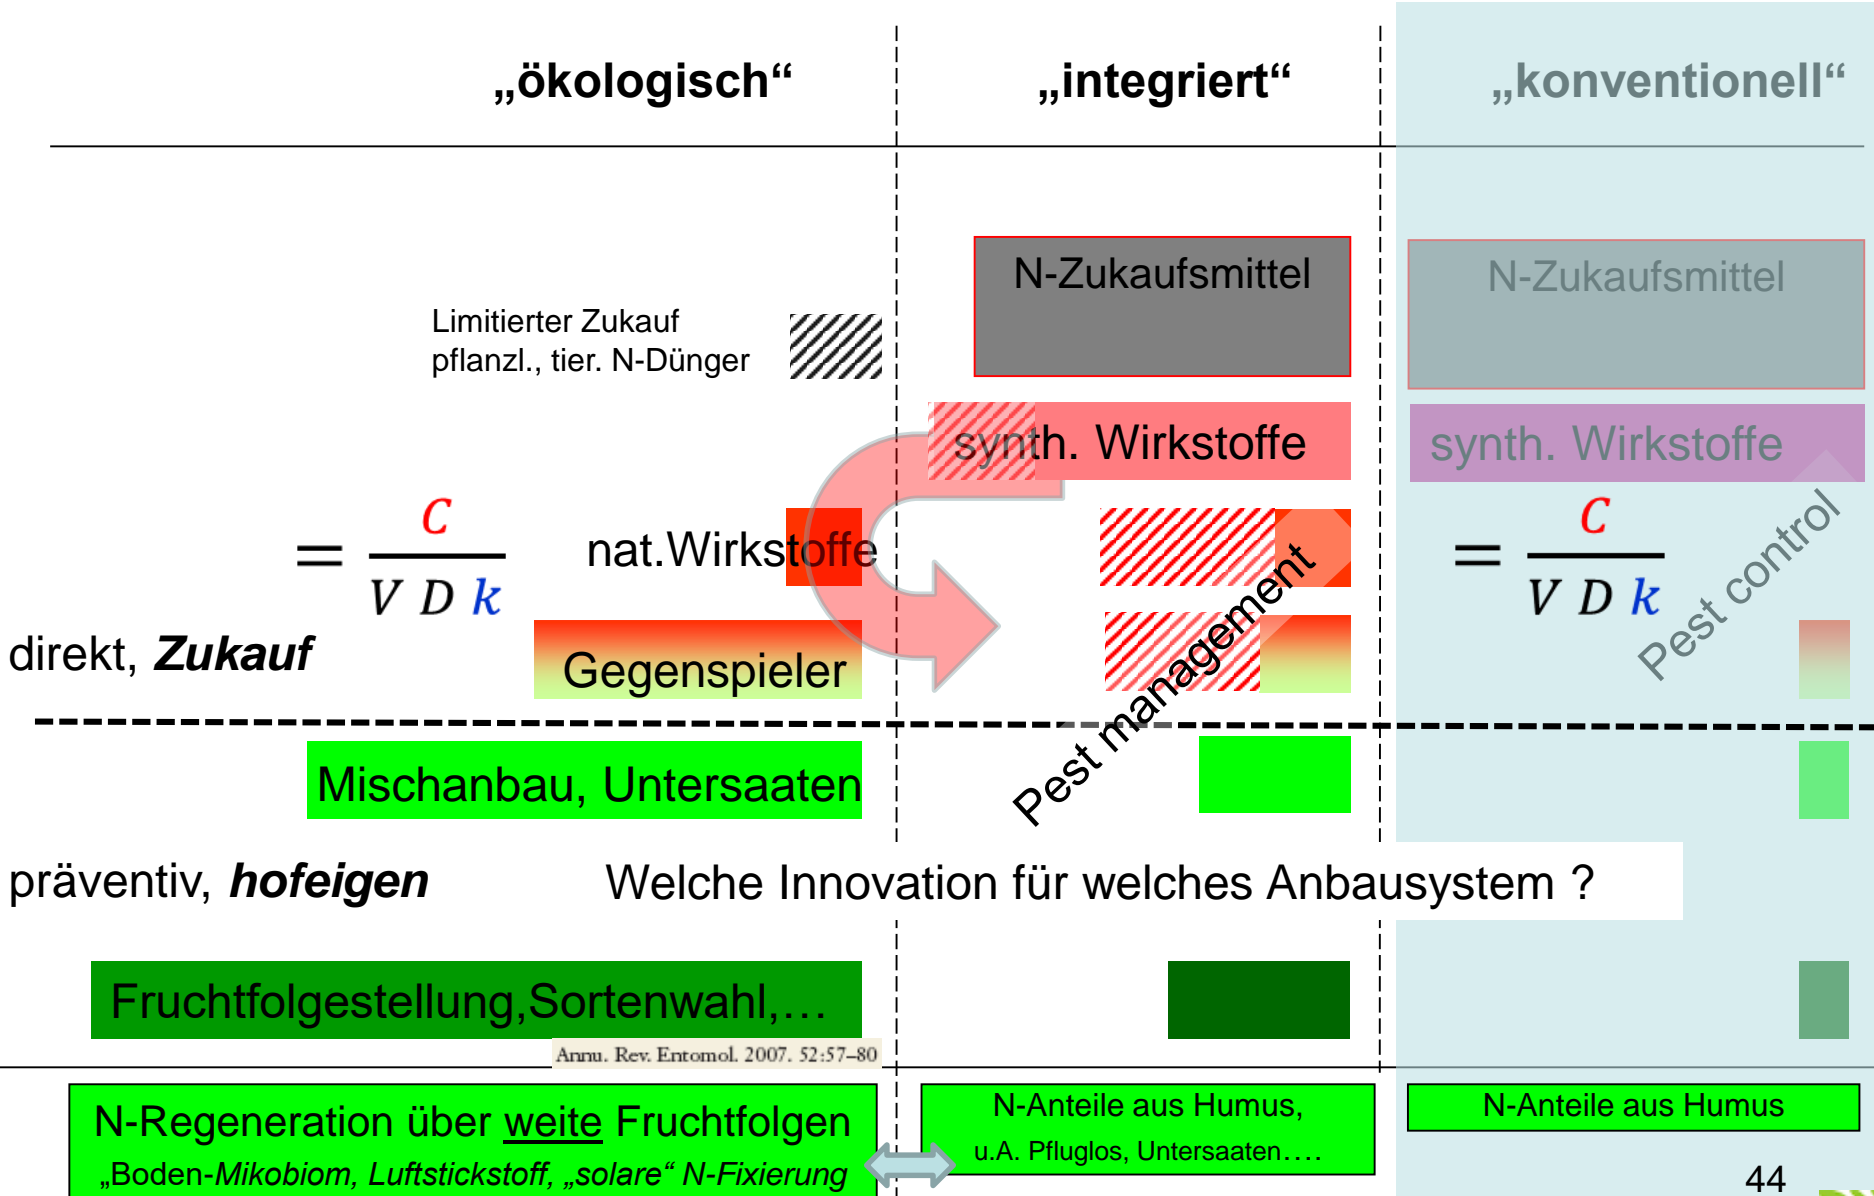 „ökologisch“ „integriert“ „konventionell“
N-Zukaufsmittel N-Zukaufsmittel
Limitierter Zukauf
pflanzl., tier. N-Dünger
synth. Wirkstoffe synth. Wirkstoffe
= C / V D k
nat.Wirkstoffe
= C / V D k
Pest control
direkt, Zukauf
Gegenspieler
Pest management
Mischanbau, Untersaaten
präventiv, hofeigen
Welche Innovation für welches Anbausystem ?
Fruchtfolgestellung,Sortenwahl,…
Annu. Rev. Entomol. 2007. 52:57–80
N-Regeneration über weite Fruchtfolgen
„Boden-Mikobiom, Luftstickstoff, „solare“ N-Fixierung
N-Anteile aus Humus,
u.A. Pfluglos, Untersaaten….
N-Anteile aus Humus
44